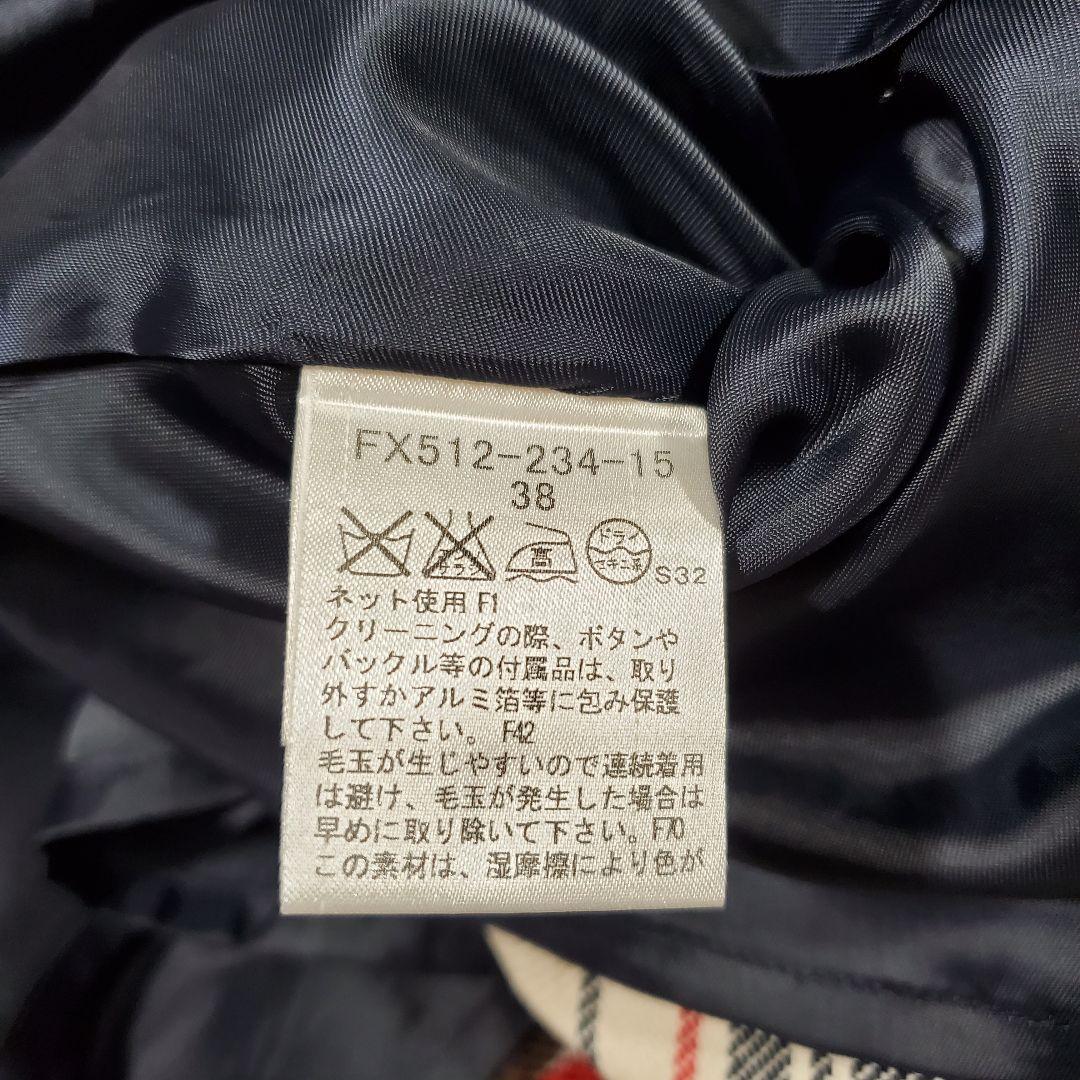 FX512-234-15
38
高
ドライ
セキユ系
S32
ネット使用 F1
クリーニングの際、ボタンや
バックル等の付属品は、取り
外すかアルミ箔等に包み保護
して下さい。 F42
毛玉が生じやすいので連続着用
は避け、毛玉が発生した場合は
早めに取り除いて下さい。F70
この素材は、湿摩擦により色が